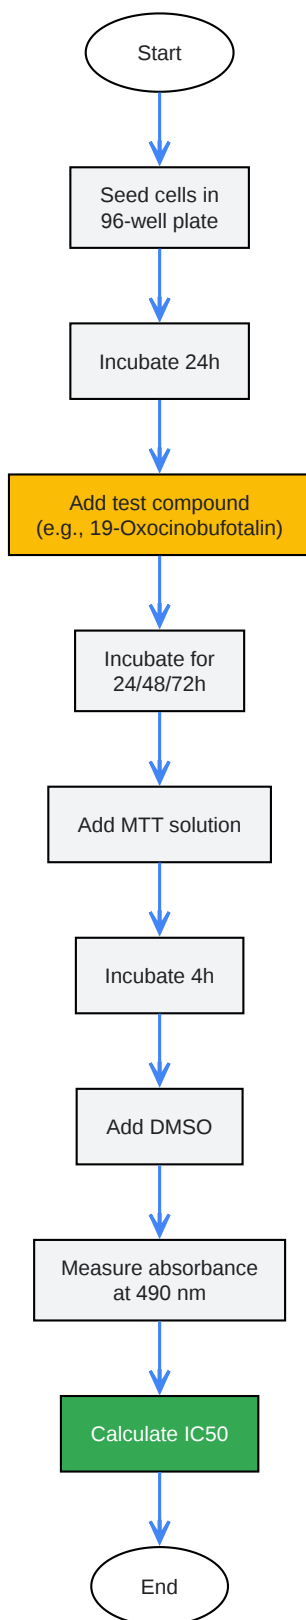 Start
Seed cells in
96-well plate
Incubate 24h
Add test compound
(e.g., 19-Oxocinobufotalin)
Incubate for
24/48/72h
Add MTT solution
Incubate 4h
Add DMSO
Measure absorbance
at 490 nm
Calculate IC50
End